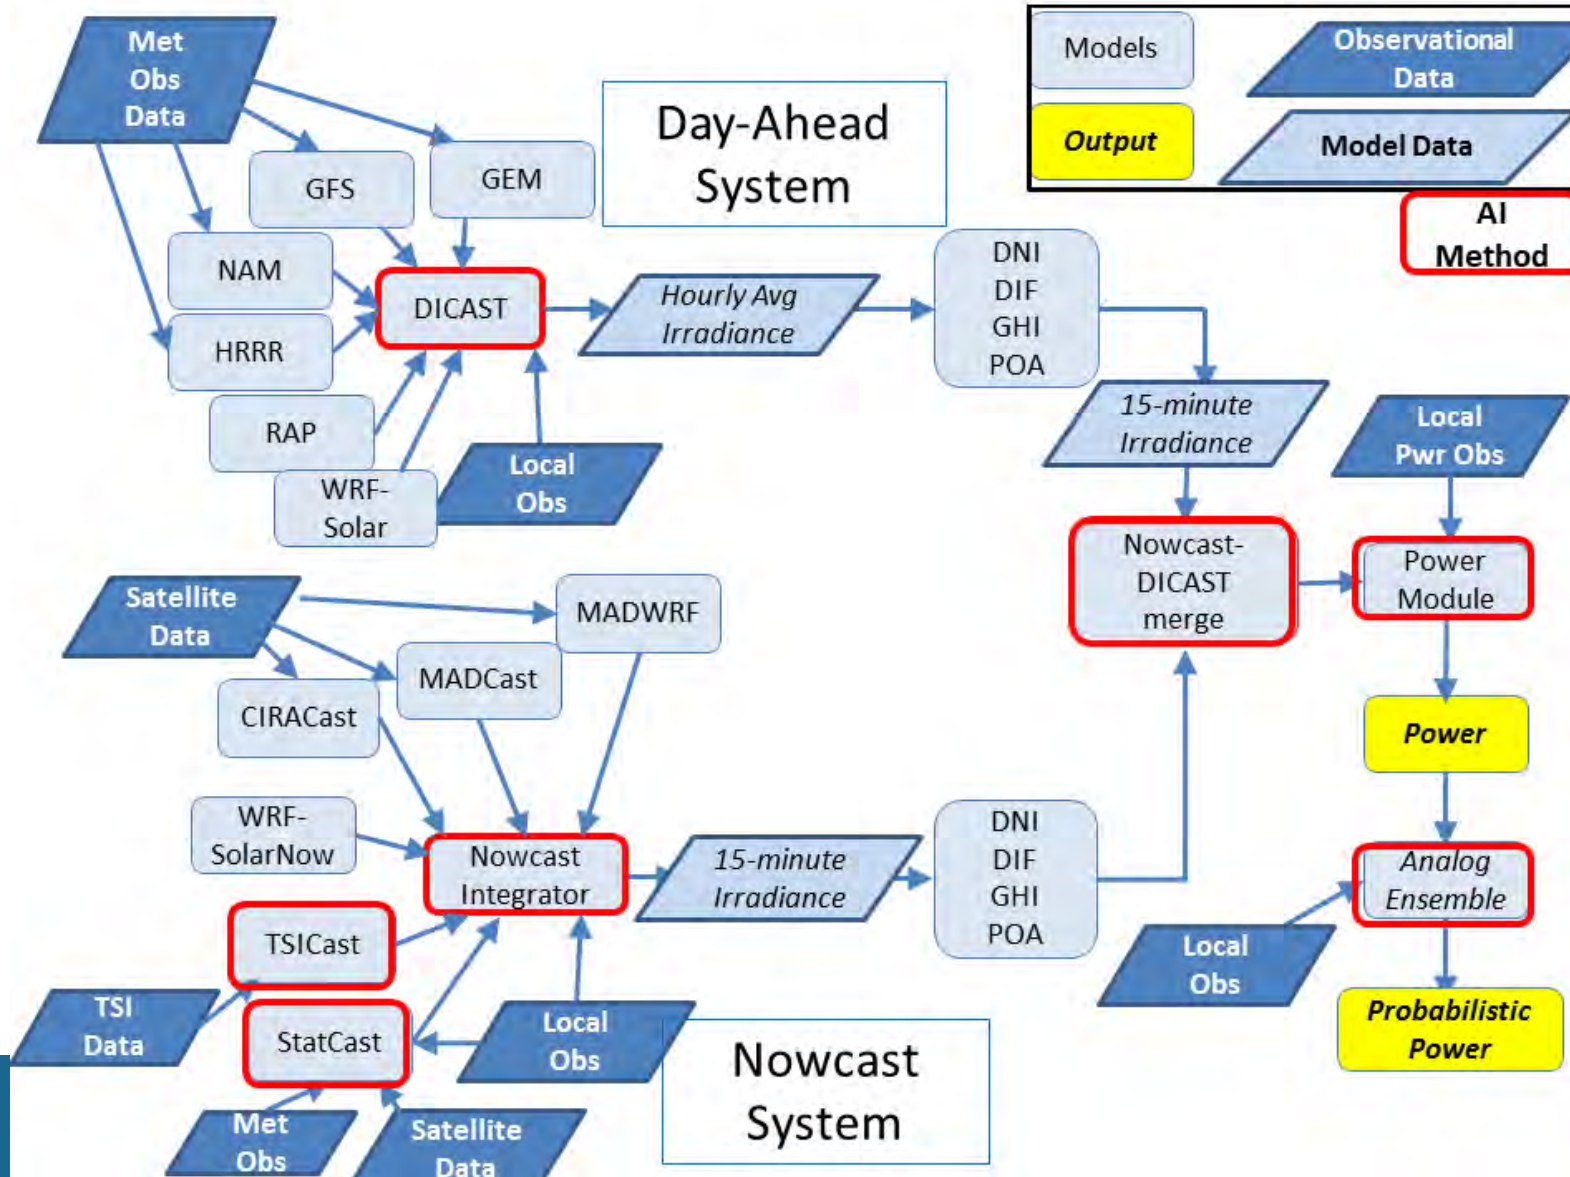 Met
Obs
Data
Day-Ahead
System
Models
Observational
Data
Output
Model Data
AI
Method
GFS
GEM
NAM
DICAST
HRRR
RAP
WRF-
Solar
Local
Obs
Hourly Avg
Irradiance
DNI
DIF
GHI
POA
15-minute
Irradiance
Local
Pwr Obs
Nowcast-
DICAST
merge
Power
Module
Power
Analog
Ensemble
Local
Obs
Probabilistic
Power
Satellite
Data
MADWRF
MADCast
CIRACast
WRF-
SolarNow
Nowcast
Integrator
15-minute
Irradiance
DNI
DIF
GHI
POA
TSICast
TSI
Data
StatCast
Local
Obs
Met
Obs
Satellite
Data
Nowcast
System